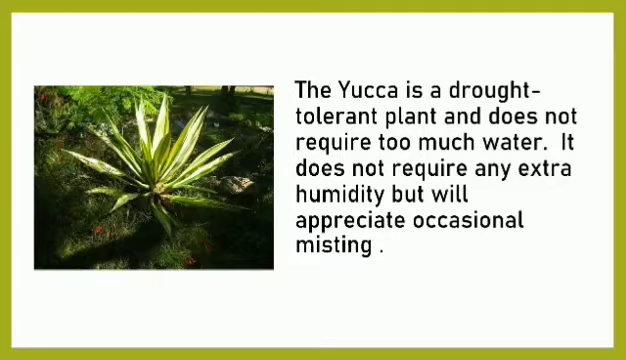 The Yucca is a drought-
tolerant plant and does not
require too much water.  It
does not require any extra
humidity but will
appreciate occasional
misting .